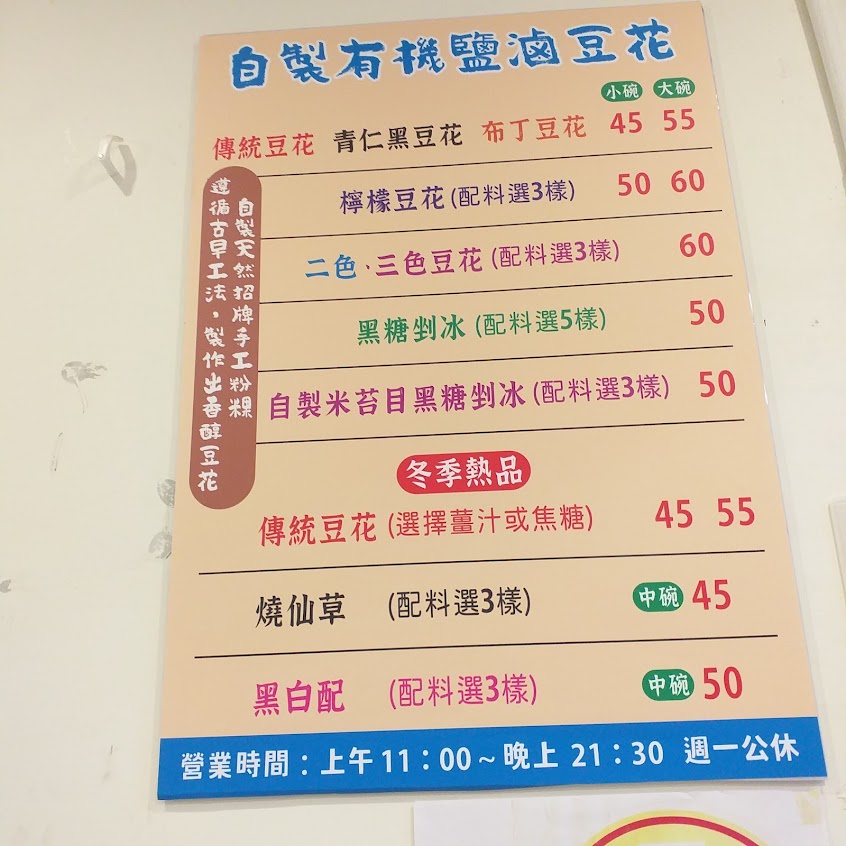 自製有機鹽滷豆花
小碗 大碗
傳統豆花 青仁黑豆花 布丁豆花 45 55
檸檬豆花(配料選3樣) 50 60
二色·三色豆花(配料選3樣) 60
黑糖剉冰(配料選5樣) 50
自製米苔目黑糖剉冰(配料選3樣) 50
自製天然招牌手工粉粿
遵循古早工法，製作出香醇豆花
冬季熱品
傳統豆花(選擇薑汁或焦糖) 45 55
燒仙草 (配料選3樣) 中碗 45
黑白配 (配料選3樣) 中碗 50
營業時間：上午11：00~晚上 21：30 週一公休